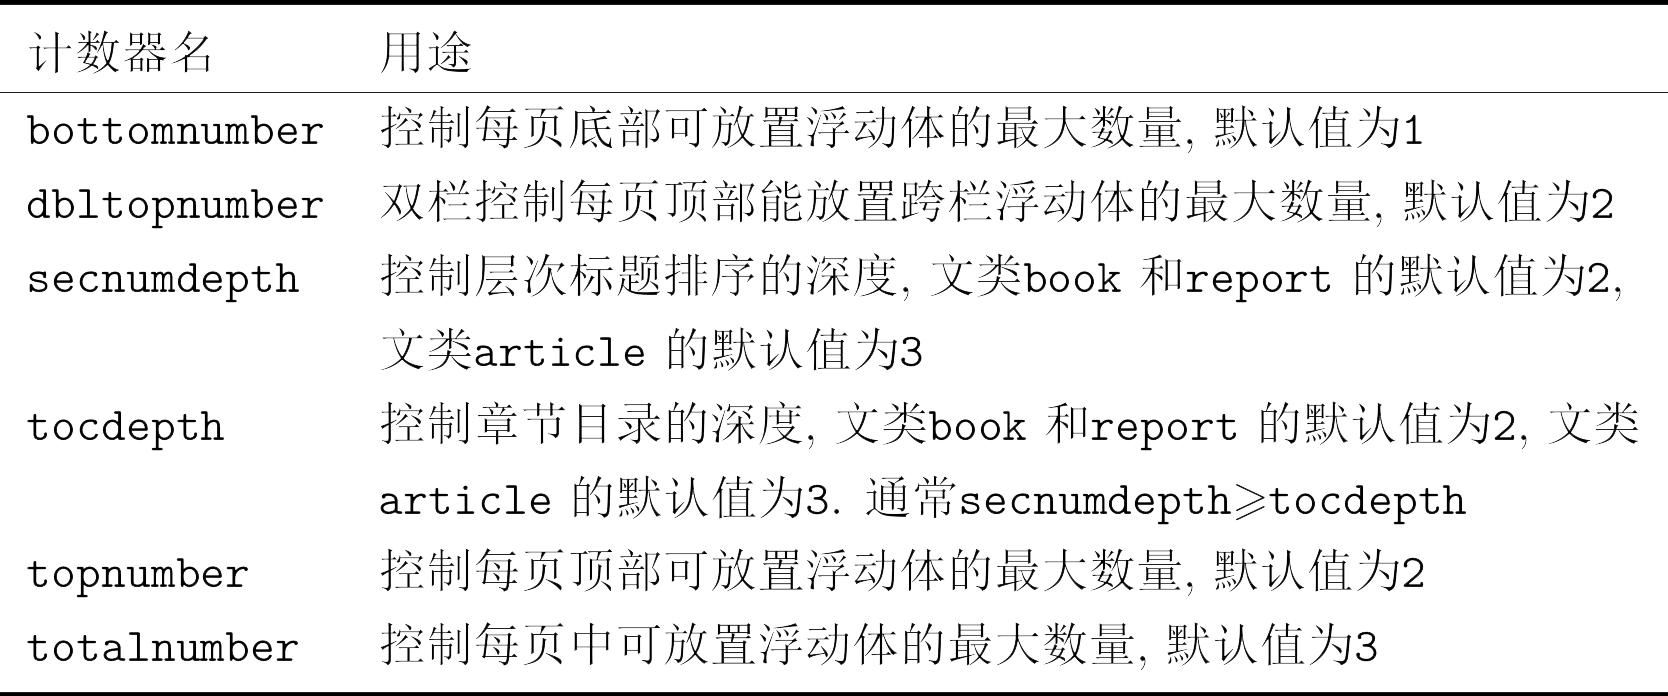 计数器名 用途
bottomnumber 控制每页底部可放置浮动体的最大数量, 默认值为1
dbltopnumber 双栏控制每页顶部能放置跨栏浮动体的最大数量, 默认值为2
secnumdepth 控制层次标题排序的深度, 文类book 和report 的默认值为2,
文类article 的默认值为3
tocdepth 控制章节目录的深度, 文类book 和report 的默认值为2, 文类
article 的默认值为3. 通常secnumdepth⩾tocdepth
topnumber 控制每页顶部可放置浮动体的最大数量, 默认值为2
totalnumber 控制每页中可放置浮动体的最大数量, 默认值为3